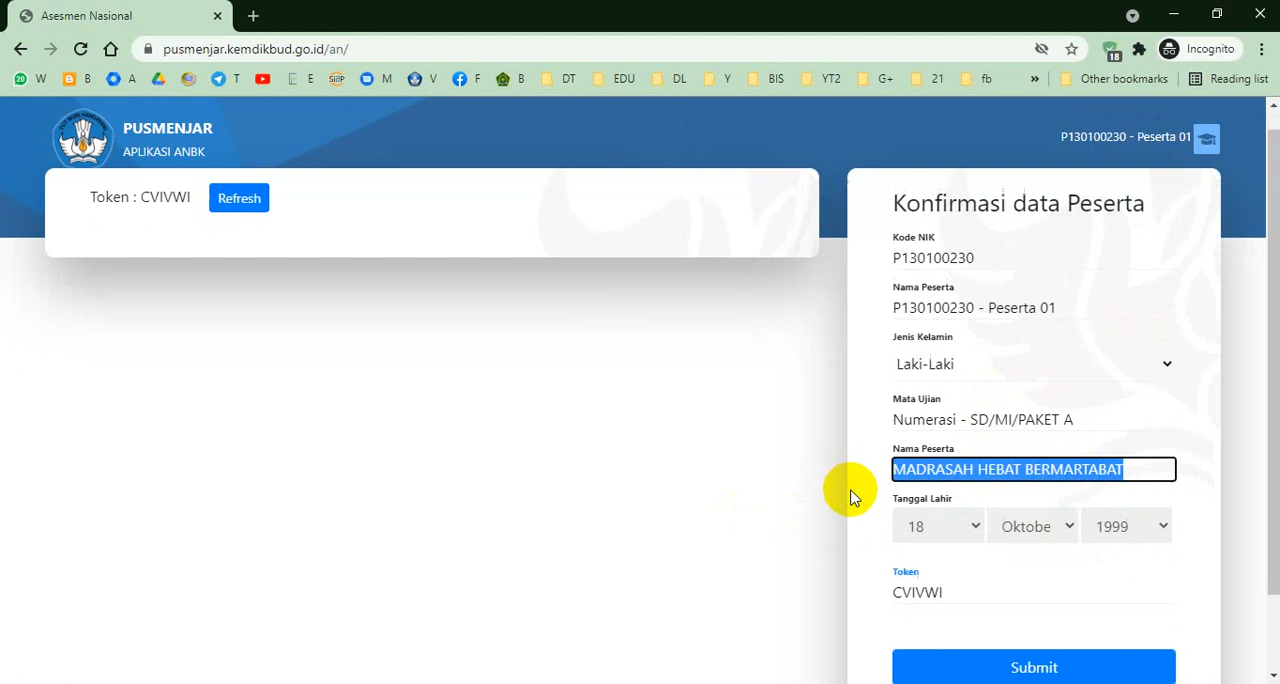 Asesmen Nasional
pusmenjar.kemdikbud.go.id/an/
18
Incognito
20 W B A T E SIAP M V F B DT EDU DL Y BIS YT2 G+ 21 fb » Other bookmarks Reading list
PUSMENJAR
APLIKASI ANBK
P130100230 - Peserta 01
Token : CVIVWI Refresh
Konfirmasi data Peserta
Kode NIK
P130100230
Nama Peserta
P130100230 - Peserta 01
Jenis Kelamin
Laki-Laki
Mata Ujian
Numerasi - SD/MI/PAKET A
Nama Peserta
MADRASAH HEBAT BERMARTABAT
Tanggal Lahir
18 Oktobe 1999
Token
CVIVWI
Submit